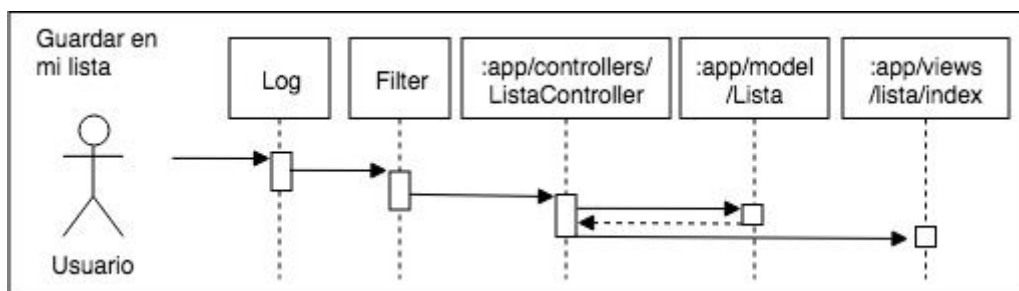 Guardar en
mi lista
Log
Filter
:app/controllers/
ListaController
:app/model
/Lista
:app/views
/lista/index
Usuario